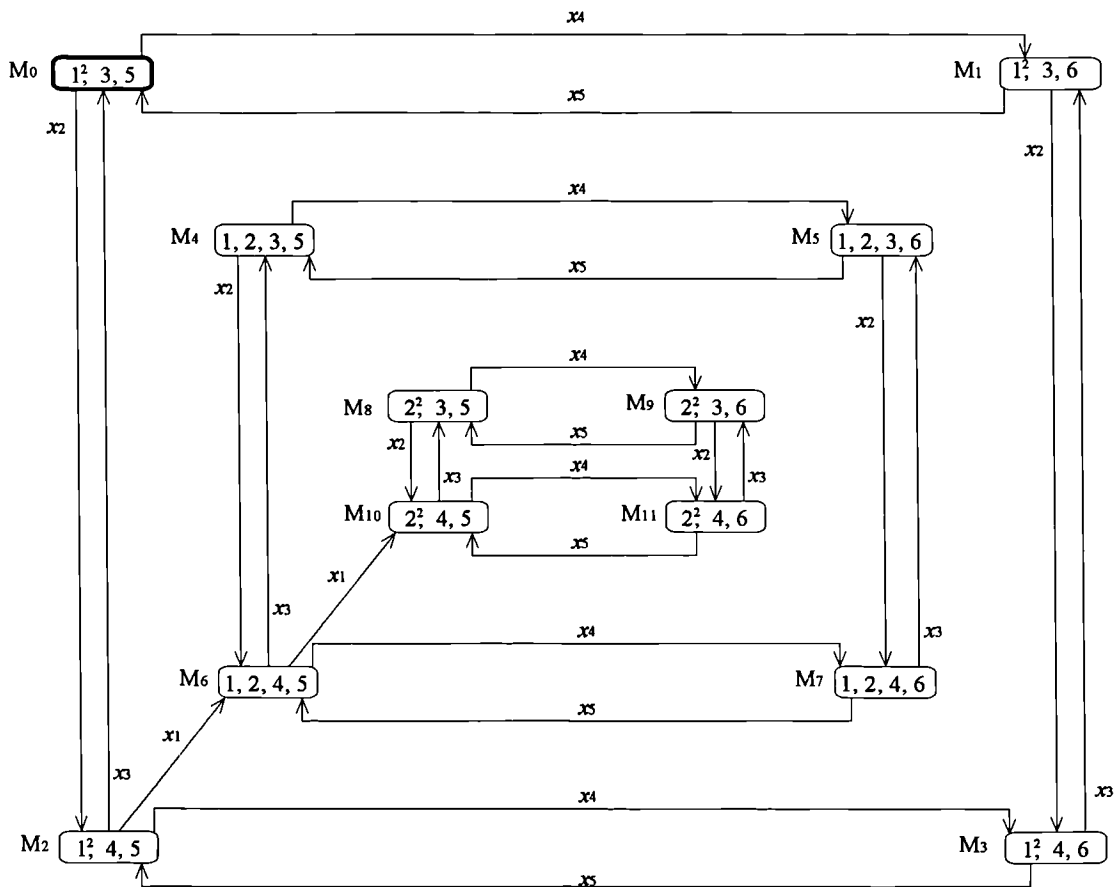 x4
M0 1², 3, 5
M1 1², 3, 6
x5
x2
x2
x4
M4 1, 2, 3, 5
M5 1, 2, 3, 6
x5
x2
x2
x4
M8 2², 3, 5
M9 2², 3, 6
x5
x2
x2
x4
x3
x3
M10 2², 4, 5
M11 2², 4, 6
x5
x1
x3
x4
x3
M6 1, 2, 4, 5
M7 1, 2, 4, 6
x5
x1
x3
x4
x3
M2 1², 4, 5
M3 1², 4, 6
x5